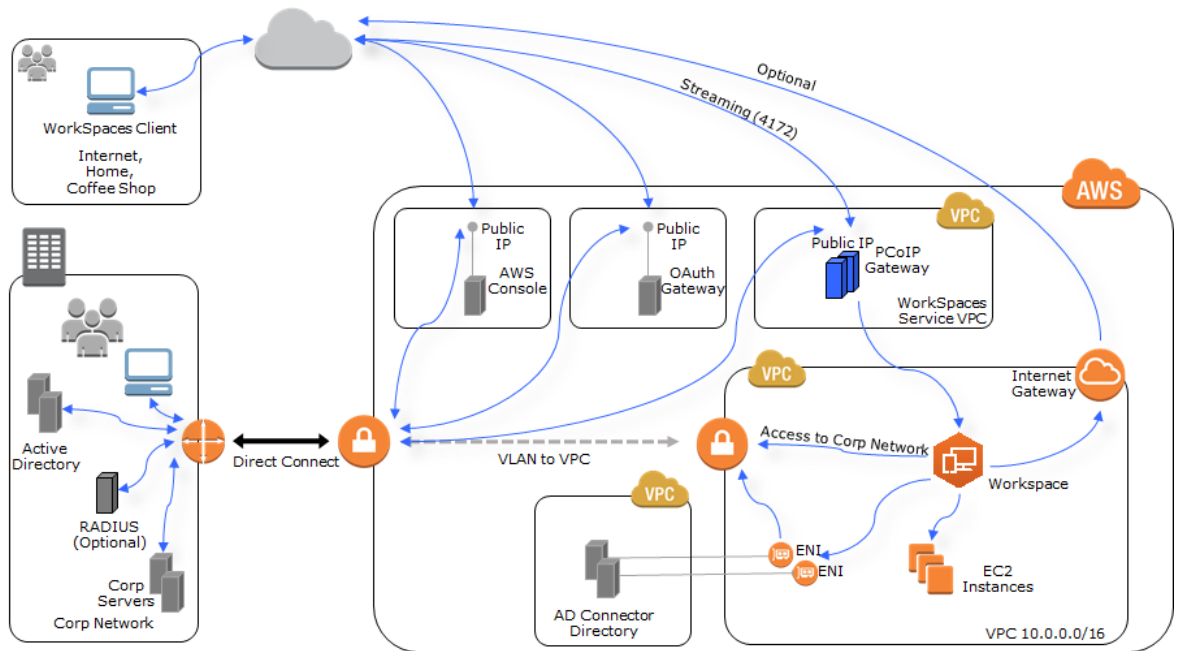 WorkSpaces Client
Internet,
Home,
Coffee Shop
Optional
Streaming (4172)
AWS
Public
IP
AWS
Console
Public
IP
OAuth
Gateway
VPC
Public IP
PCoIP
Gateway
WorkSpaces
Service VPC
Active
Directory
RADIUS
(Optional)
Corp
Servers
Corp Network
Direct Connect
VLAN to VPC
VPC
Internet
Gateway
Access to Corp Network
Workspace
ENI
ENI
EC2
Instances
VPC 10.0.0.0/16
VPC
AD Connector
Directory